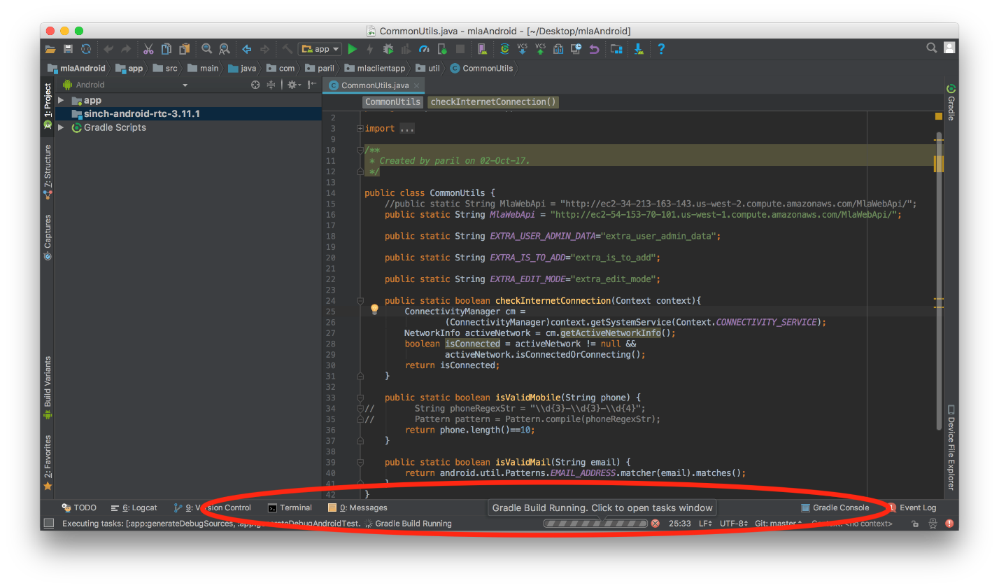 CommonUtils.java - mlaAndroid - [~/Desktop/mlaAndroid]
app
VCS VCS
mlaAndroid app src main java com paril mlaclientapp util CommonUtils
Android
CommonUtils.java
CommonUtils checkInternetConnection()
app
sinch-android-rtc-3.11.1
Gradle Scripts
1: Project
Z: Structure
Captures
Build Variants
2: Favorites
2
3 import ...
9
10 /**
11 * Created by paril on 02-Oct-17.
12 */
13
14 public class CommonUtils {
15 //public static String MlaWebApi = "http://ec2-34-213-163-143.us-west-2.compute.amazonaws.com/MlaWebApi/";
16 public static String MlaWebApi = "http://ec2-54-153-70-101.us-west-1.compute.amazonaws.com/MlaWebApi/";
17
18 public static String EXTRA_USER_ADMIN_DATA="extra_user_admin_data";
19
20 public static String EXTRA_IS_TO_ADD="extra_is_to_add";
21
22 public static String EXTRA_EDIT_MODE="extra_edit_mode";
23
24 public static boolean checkInternetConnection(Context context){
25 ConnectivityManager cm =
26 (ConnectivityManager)context.getSystemService(Context.CONNECTIVITY_SERVICE);
27 NetworkInfo activeNetwork = cm.getActiveNetworkInfo();
28 boolean isConnected = activeNetwork != null &&
29 activeNetwork.isConnectedOrConnecting();
30 return isConnected;
31 }
32
33 public static boolean isValidMobile(String phone) {
34 // String phoneRegexStr = "\\d{3}-\\d{3}-\\d{4}";
35 // Pattern pattern = Pattern.compile(phoneRegexStr);
36 return phone.length()==10;
37 }
38
39 public static boolean isValidMail(String email) {
40 return android.util.Patterns.EMAIL_ADDRESS.matcher(email).matches();
41 }
42 }
Gradle
Device File Explorer
TODO 6: Logcat 9: Version Control Terminal 0: Messages Gradle Build Running. Click to open tasks window Gradle Console Event Log
Executing tasks: [:app:generateDebugSources, :app:generateDebugAndroidTest. Gradle Build Running 25:33 LF UTF-8 Git: master Context: <no context>